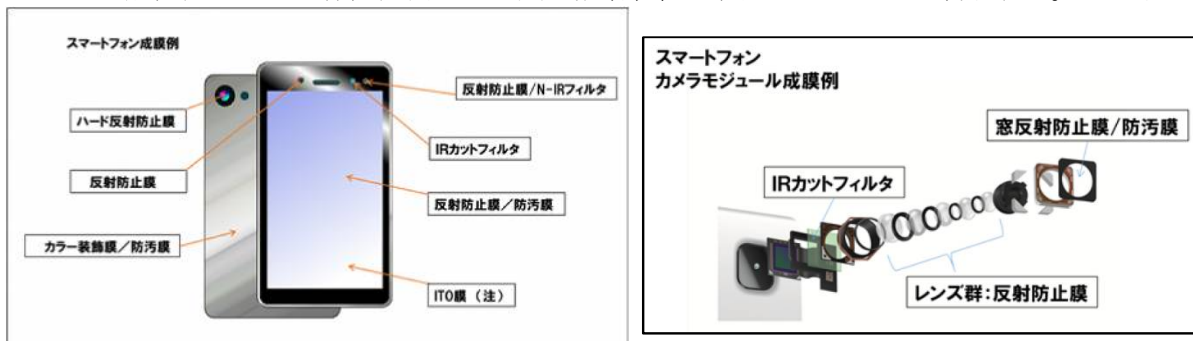 スマートフォン成膜例
反射防止膜/N-IRフィルタ
ハード反射防止膜
IRカットフィルタ
反射防止膜
反射防止膜／防汚膜
カラー装飾膜／防汚膜
ITO膜（注）
スマートフォン
カメラモジュール成膜例
窓反射防止膜/防汚膜
IRカットフィルタ
レンズ群：反射防止膜